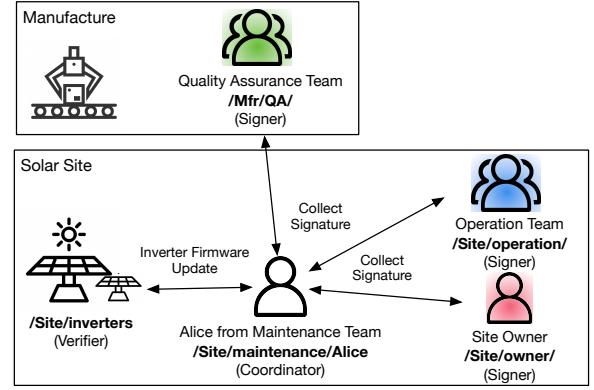 Manufacture
Quality Assurance Team
/Mfr/QA/
(Signer)
Solar Site
Collect
Signature
Operation Team
/Site/operation/
(Signer)
Inverter Firmware
Update
Collect
Signature
/Site/inverters
(Verifier)
Alice from Maintenance Team
/Site/maintenance/Alice
(Coordinator)
Site Owner
/Site/owner/
(Signer)